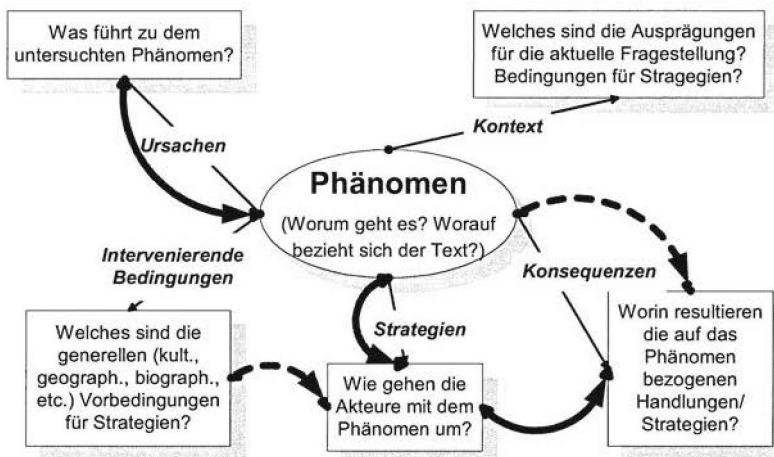 Was führt zu dem
untersuchten Phänomen?
Welches sind die Ausprägungen
für die aktuelle Fragestellung?
Bedingungen für Stragegien?
Ursachen
Kontext
Phänomen
(Worum geht es? Worauf
bezieht sich der Text?)
Intervenierende
Bedingungen
Konsequenzen
Strategien
Welches sind die
generellen (kult.,
geograph., biograph.,
etc.) Vorbedingungen
für Strategien?
Wie gehen die
Akteure mit dem
Phänomen um?
Worin resultieren
die auf das
Phänomen
bezogenen
Handlungen/
Strategien?